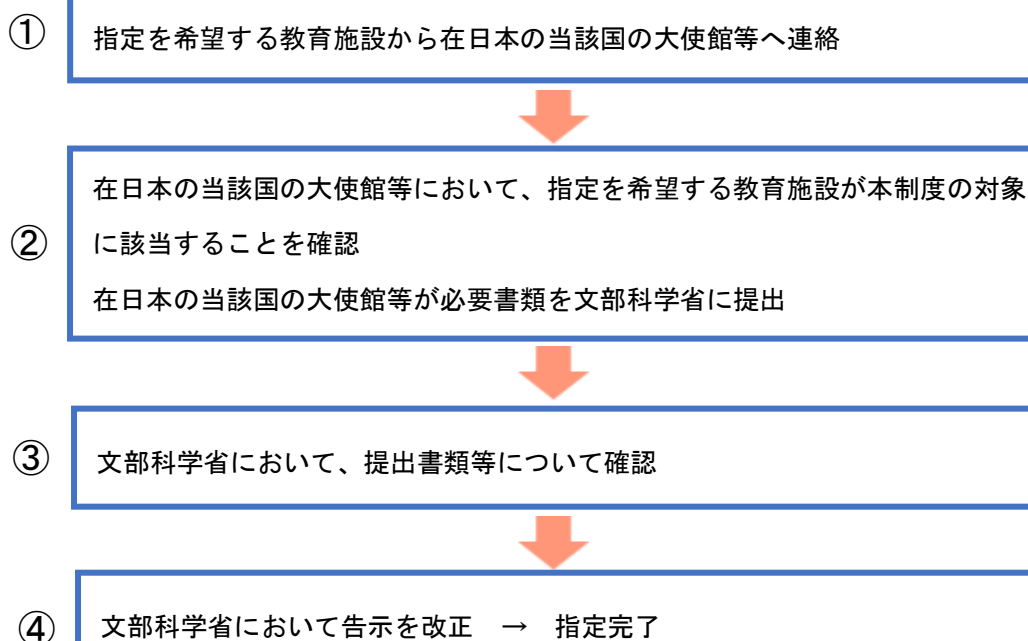 ① 指定を希望する教育施設から在日本の当該国の大使館等へ連絡
在日本の当該国の大使館等において、指定を希望する教育施設が本制度の対象
② に該当することを確認
在日本の当該国の大使館等が必要書類を文部科学省に提出
③ 文部科学省において、提出書類等について確認
④ 文部科学省において告示を改正 → 指定完了